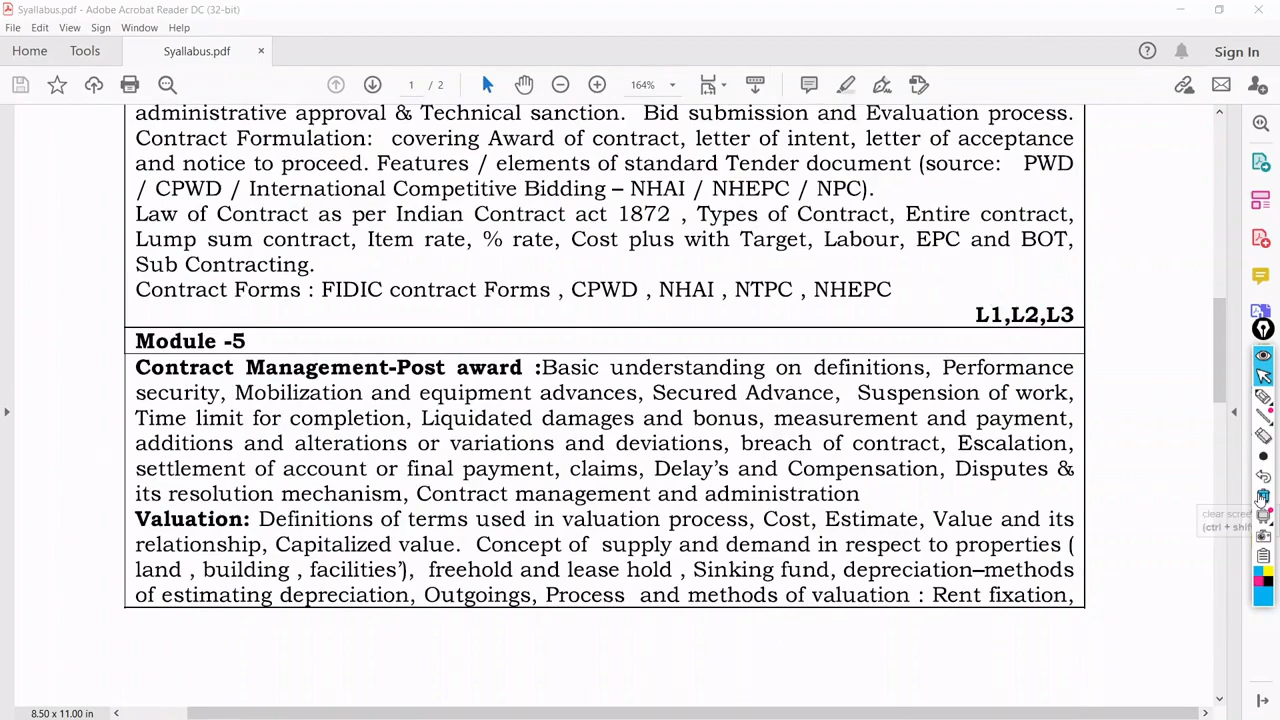 Syallabus.pdf - Adobe Acrobat Reader DC (32-bit)
File Edit View Sign Window Help
Home Tools Syallabus.pdf × Sign In
1 / 2 164%
administrative approval & Technical sanction. Bid submission and Evaluation process.
Contract Formulation: covering Award of contract, letter of intent, letter of acceptance
and notice to proceed. Features / elements of standard Tender document (source: PWD
/ CPWD / International Competitive Bidding – NHAI / NHEPC / NPC).
Law of Contract as per Indian Contract act 1872 , Types of Contract, Entire contract,
Lump sum contract, Item rate, % rate, Cost plus with Target, Labour, EPC and BOT,
Sub Contracting.
Contract Forms : FIDIC contract Forms , CPWD , NHAI , NTPC , NHEPC
L1,L2,L3
Module -5
Contract Management-Post award :Basic understanding on definitions, Performance
security, Mobilization and equipment advances, Secured Advance, Suspension of work,
Time limit for completion, Liquidated damages and bonus, measurement and payment,
additions and alterations or variations and deviations, breach of contract, Escalation,
settlement of account or final payment, claims, Delay's and Compensation, Disputes &
its resolution mechanism, Contract management and administration
Valuation: Definitions of terms used in valuation process, Cost, Estimate, Value and its
relationship, Capitalized value. Concept of supply and demand in respect to properties (
land , building , facilities'), freehold and lease hold , Sinking fund, depreciation–methods
of estimating depreciation, Outgoings, Process and methods of valuation : Rent fixation,
clear scree
(ctrl + shif
8.50 x 11.00 in